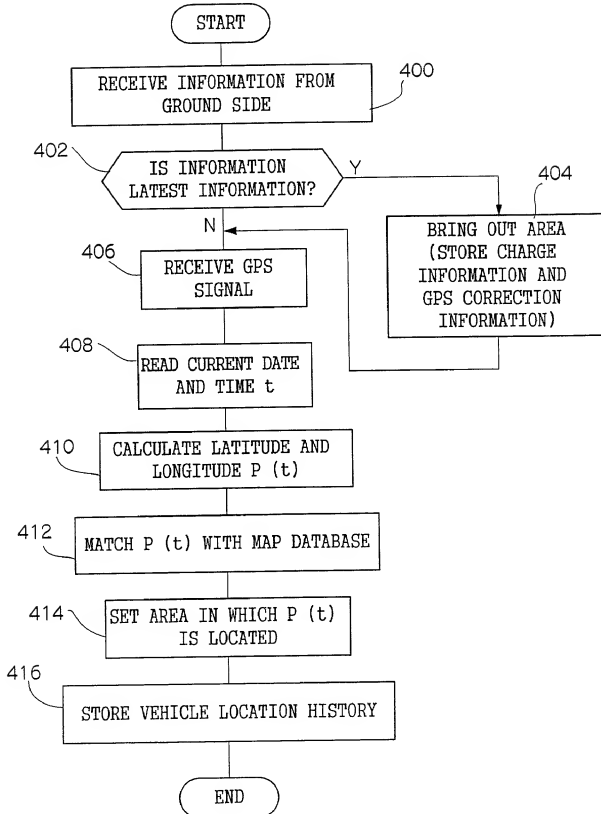 START
RECEIVE INFORMATION FROM
GROUND SIDE
400
402
IS INFORMATION
LATEST INFORMATION?
Y
404
BRING OUT AREA
(STORE CHARGE
INFORMATION AND
GPS CORRECTION
INFORMATION)
N
406
RECEIVE GPS
SIGNAL
408
READ CURRENT DATE
AND TIME t
410
CALCULATE LATITUDE AND
LONGITUDE P (t)
412
MATCH P (t) WITH MAP DATABASE
414
SET AREA IN WHICH P (t)
IS LOCATED
416
STORE VEHICLE LOCATION HISTORY
END